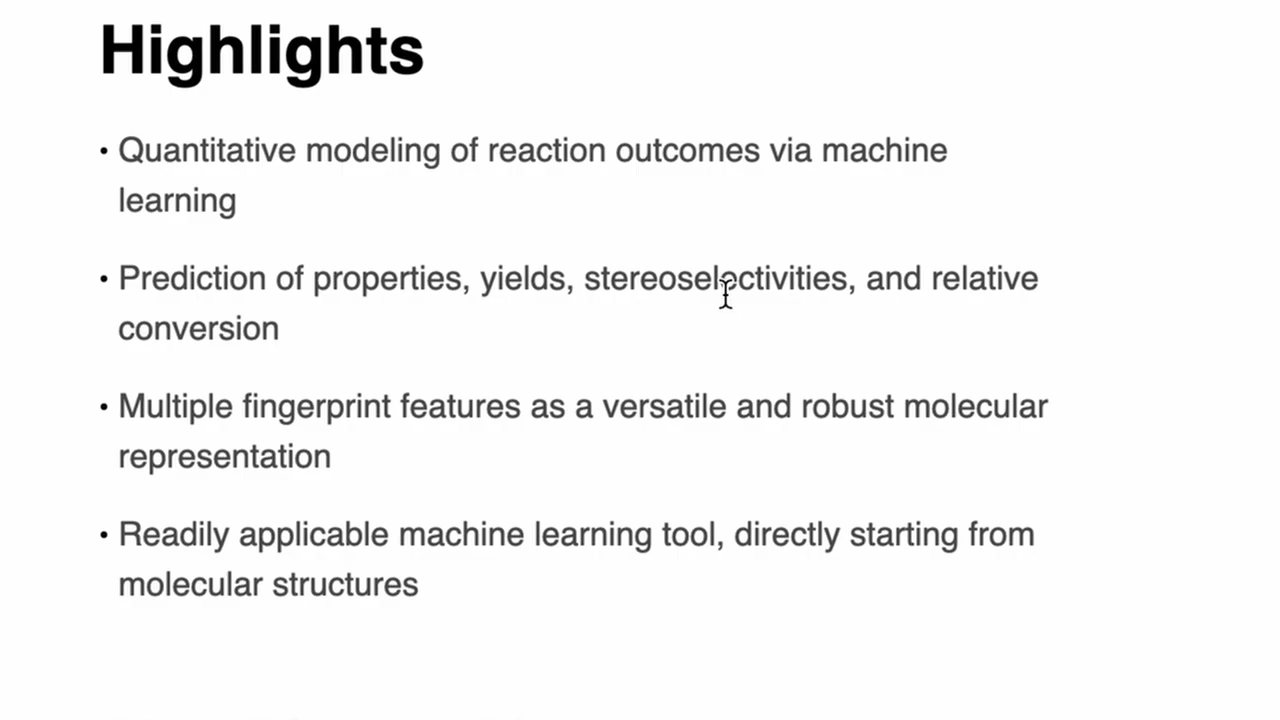 Highlights
• Quantitative modeling of reaction outcomes via machine
learning
• Prediction of properties, yields, stereoselectivities, and relative
conversion
• Multiple fingerprint features as a versatile and robust molecular
representation
• Readily applicable machine learning tool, directly starting from
molecular structures